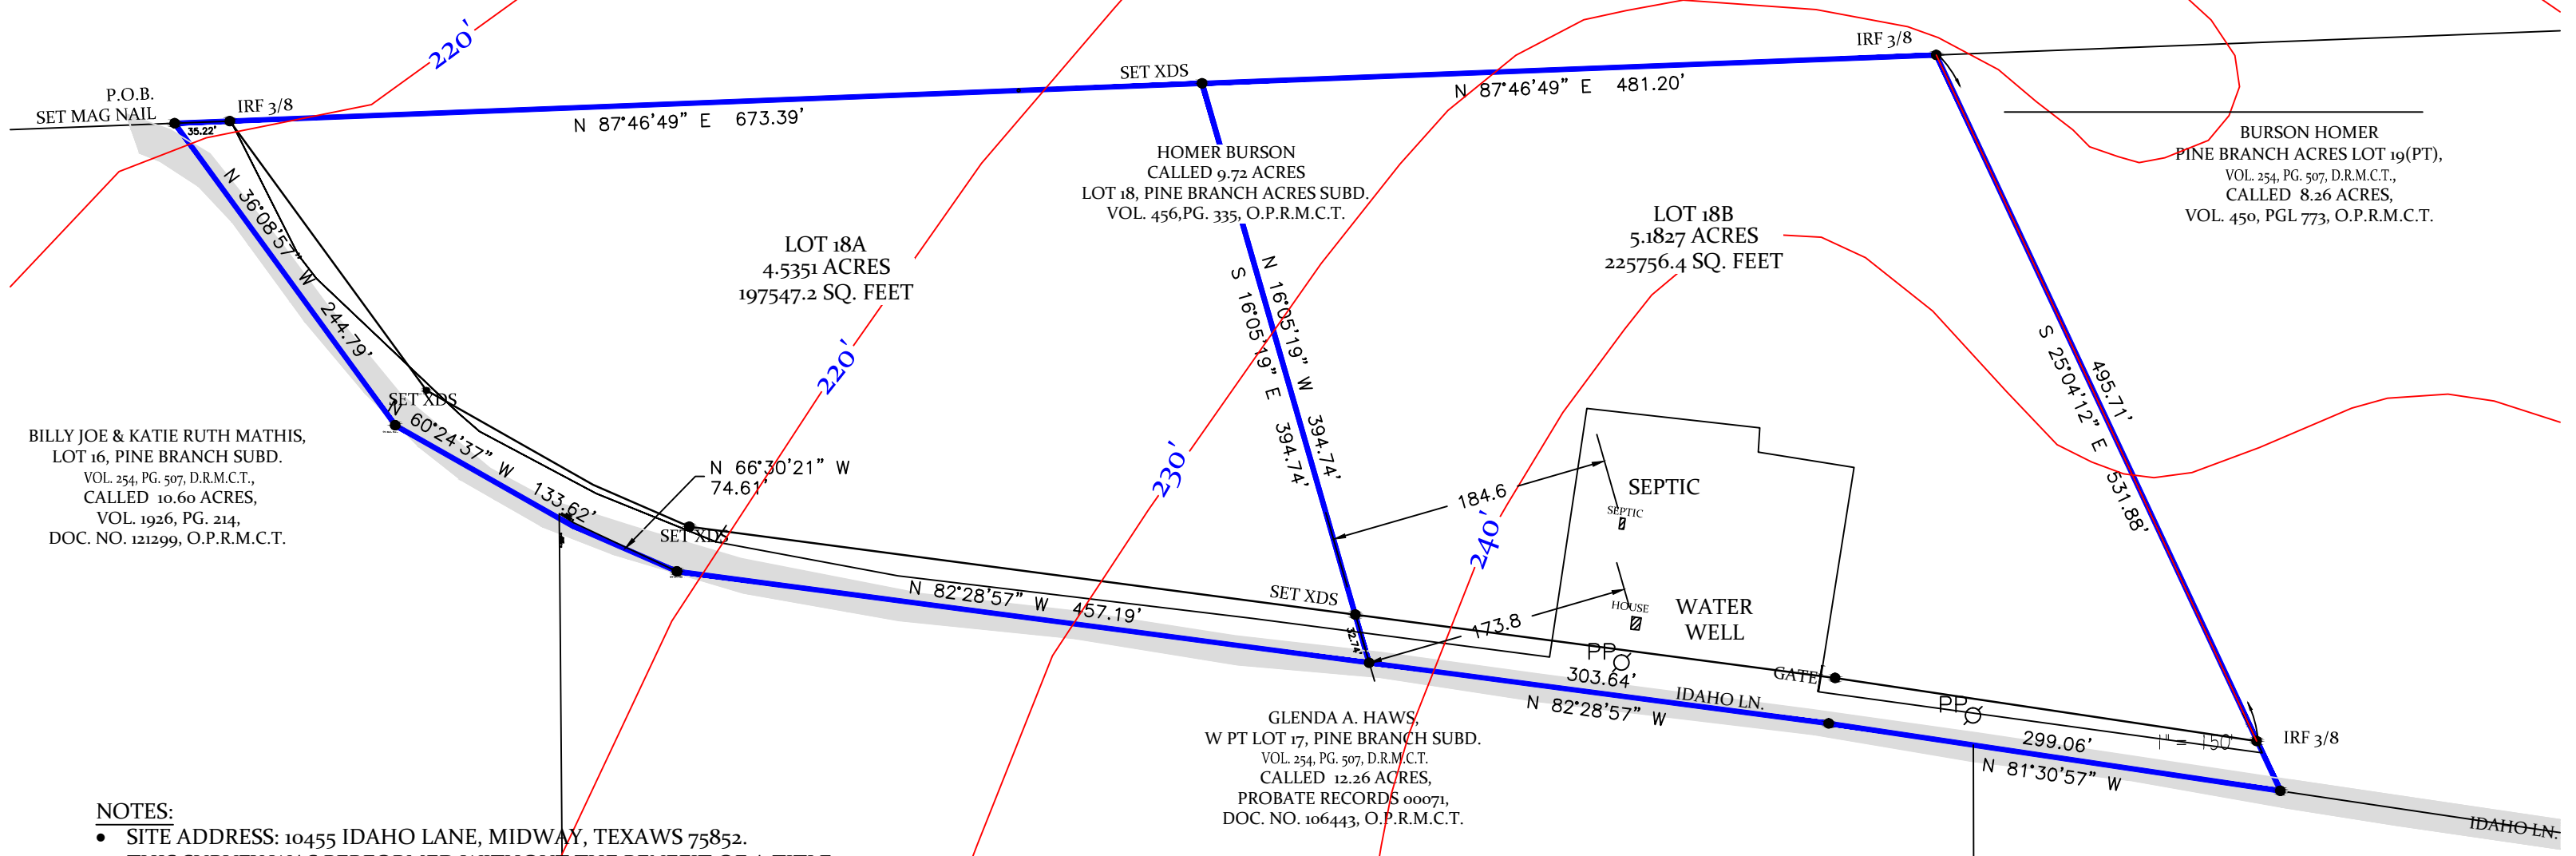 220'
P.O.B.
SET MAG NAIL
IRF 3/8
35.22'
N 87°46'49" E 673.39'
SET XDS
N 87°46'49" E 481.20'
IRF 3/8
BURSON HOMER
PINE BRANCH ACRES LOT 19(PT),
VOL. 254, PG. 507, D.R.M.C.T.,
CALLED 8.26 ACRES,
VOL. 450, PGL 773, O.P.R.M.C.T.
HOMER BURSON
CALLED 9.72 ACRES
LOT 18, PINE BRANCH ACRES SUBD.
VOL. 456,PG. 335, O.P.R.M.C.T.
LOT 18A
4.5351 ACRES
197547.2 SQ. FEET
LOT 18B
5.1827 ACRES
225756.4 SQ. FEET
N 36°08'57" W 244.79'
N 16°05'19" W 394.74'
S 16°05'19" E 394.74'
495.71'
S 25°04'12" E 531.88'
220'
230'
240'
SET XDS
N 60°24'37" W 133.62'
N 66°30'21" W
74.61'
SET XDS
BILLY JOE & KATIE RUTH MATHIS,
LOT 16, PINE BRANCH SUBD.
VOL. 254, PG. 507, D.R.M.C.T.,
CALLED 10.60 ACRES,
VOL. 1926, PG. 214,
DOC. NO. 121299, O.P.R.M.C.T.
184.6
SEPTIC
SEPTIC
173.8
HOUSE
WATER
WELL
N 82°28'57" W 457.19'
SET XDS
32.74'
PP
303.64'
N 82°28'57" W
IDAHO LN.
GATE
PP
299.06'
1" = 150'
N 81°30'57" W
IRF 3/8
IDAHO LN.
GLENDA A. HAWS,
W PT LOT 17, PINE BRANCH SUBD.
VOL. 254, PG. 507, D.R.M.C.T.
CALLED 12.26 ACRES,
PROBATE RECORDS 00071,
DOC. NO. 106443, O.P.R.M.C.T.
NOTES:
• SITE ADDRESS: 10455 IDAHO LANE, MIDWAY, TEXAWS 75852.